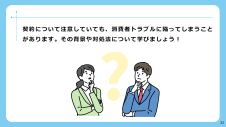 契約について注意していても、消費者トラブルに陥ってしまうこと
があります。その背景や対処法について学びましょう！
?